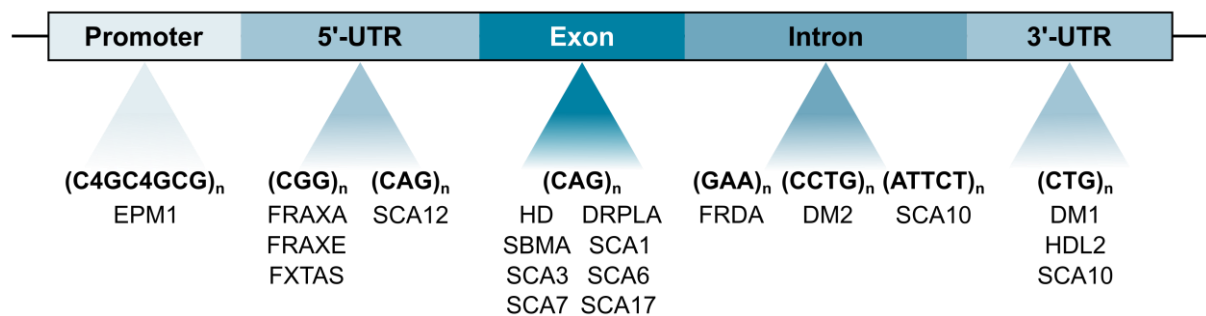 Promoter 5'-UTR Exon Intron 3'-UTR
(C4GC4GCG)n (CGG)n (CAG)n (CAG)n (GAA)n (CCTG)n (ATTCT)n (CTG)n
EPM1 FRAXA SCA12 HD DRPLA FRDA DM2 SCA10 DM1
FRAXE SBMA SCA1 HDL2
FXTAS SCA3 SCA6 SCA10
SCA7 SCA17